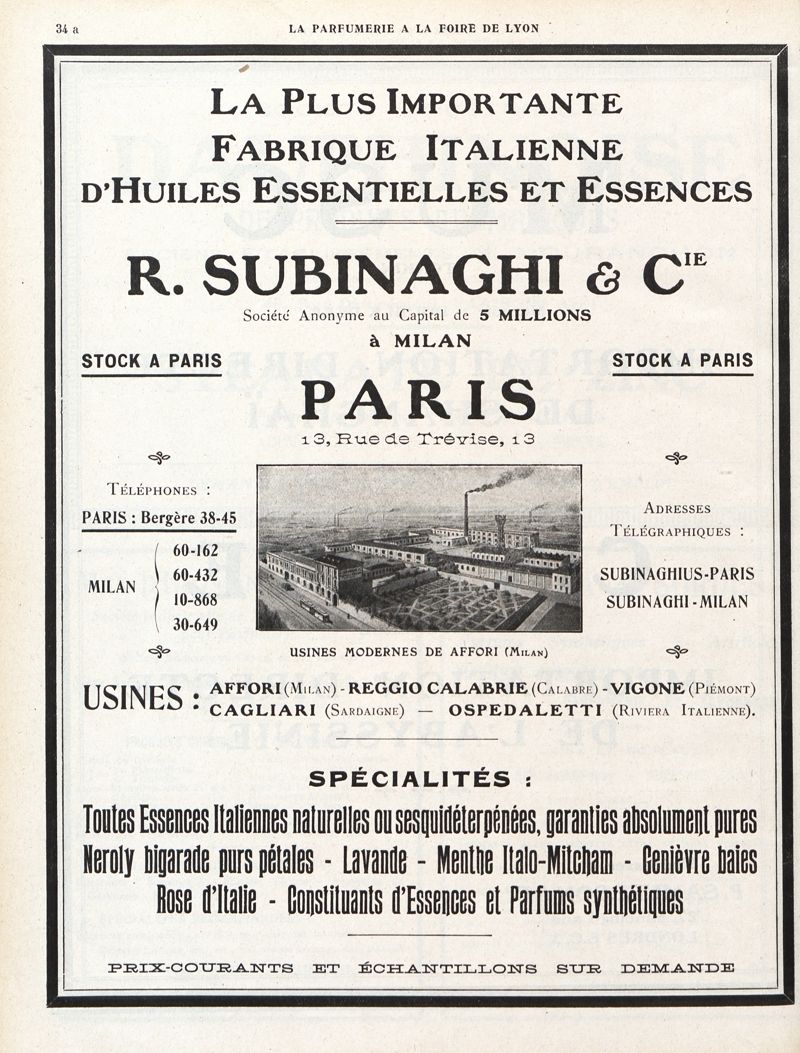 34 a
LA PARFUMERIE A LA FOIRE DE LYON
LA PLUS IMPORTANTE
FABRIQUE ITALIENNE
D'HUILES ESSENTIELLES ET ESSENCES
R. SUBINAGHI & CIE
Société Anonyme au Capital de 5 MILLIONS
à MILAN
STOCK A PARIS
STOCK A PARIS
PARIS
13, Rue de Trévise, 13
TÉLÉPHONES :
PARIS : Bergère 38-45
MILAN
60-162
60-432
10-868
30-649
ADRESSES
TÉLÉGRAPHIQUES :
SUBINAGHIUS-PARIS
SUBINAGHI-MILAN
USINES MODERNES DE AFFORI (MILAN)
USINES : AFFORI (MILAN) - REGGIO CALABRIE (CALABRE) - VIGONE (PIÉMONT)
CAGLIARI (SARDAIGNE) — OSPEDALETTI (RIVIERA ITALIENNE).
SPÉCIALITÉS :
Toutes Essences Italiennes naturelles ou sesquidéterpénées, garanties absolument pures
Neroly bigarade purs pétales - Lavande - Menthe Italo-Mitcham - Genièvre baies
Rose d'Italie - Constituants d'Essences et Parfums synthétiques
PRIX-COURANTS ET ÉCHANTILLONS SUR DEMANDE